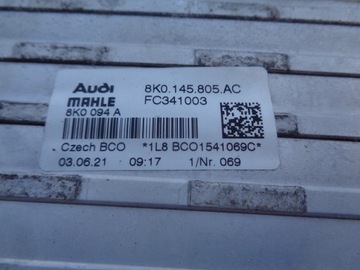 Audi 8K0.145.805.AC
MAHLE FC341003
8K0 094 A
Czech BCO *1L8 BCO1541069C*
03.06.21 09:17 1/Nr. 069